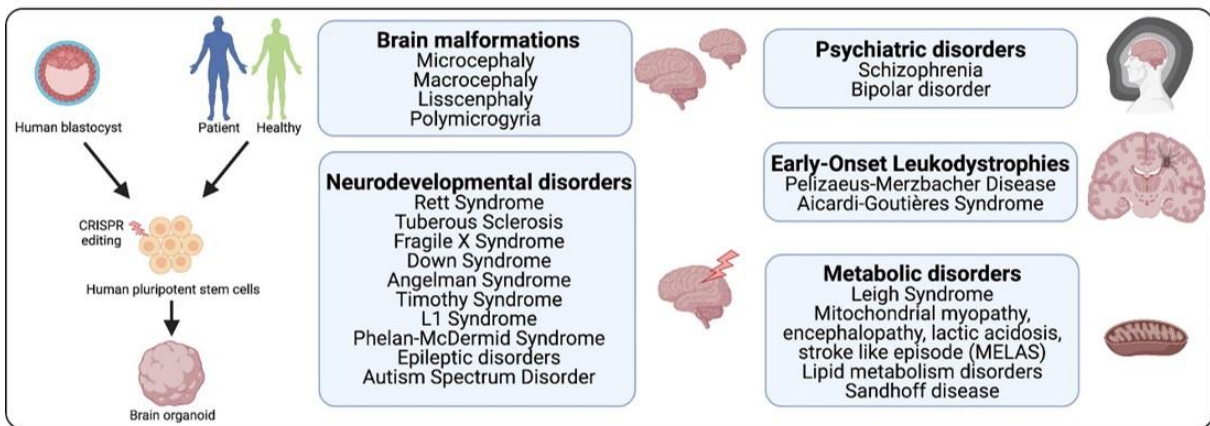 Human blastocyst
Patient
Healthy
CRISPR
editing
Human pluripotent stem cells
Brain organoid
Brain malformations
Microcephaly
Macrocephaly
Lisscenphaly
Polymicrogyria
Neurodevelopmental disorders
Rett Syndrome
Tuberous Sclerosis
Fragile X Syndrome
Down Syndrome
Angelman Syndrome
Timothy Syndrome
L1 Syndrome
Phelan-McDermid Syndrome
Epileptic disorders
Autism Spectrum Disorder
Psychiatric disorders
Schizophrenia
Bipolar disorder
Early-Onset Leukodystrophies
Pelizaeus-Merzbacher Disease
Aicardi-Goutières Syndrome
Metabolic disorders
Leigh Syndrome
Mitochondrial myopathy,
encephalopathy, lactic acidosis,
stroke like episode (MELAS)
Lipid metabolism disorders
Sandhoff disease